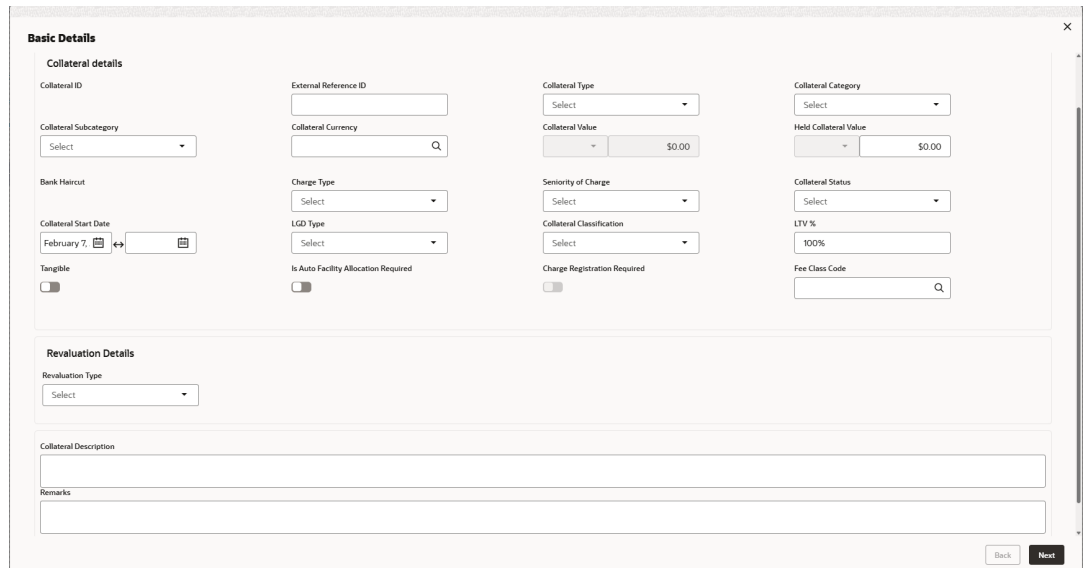 Basic Details
Collateral details
Collateral ID External Reference ID Collateral Type Collateral Category
Select Select
Collateral Subcategory Collateral Currency Collateral Value Held Collateral Value
Select $0.00 $0.00
Bank Haircut Charge Type Seniority of Charge Collateral Status
Select Select Select
Collateral Start Date LGD Type Collateral Classification LTV %
February 7, Select Select 100%
Tangible Is Auto Facility Allocation Required Charge Registration Required Fee Class Code
Revaluation Details
Revaluation Type
Select
Collateral Description
Remarks
Back Next